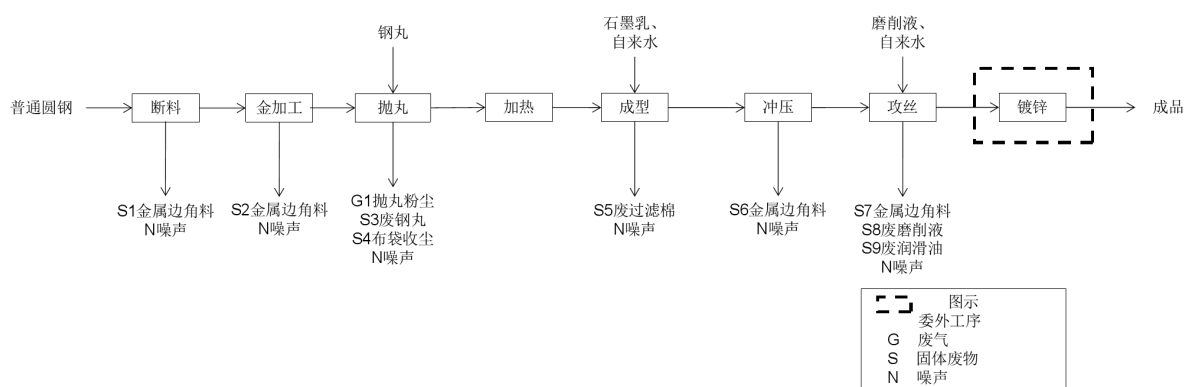 钢丸
石墨乳、
自来水
磨削液、
自来水
普通圆钢
断料
金加工
抛丸
加热
成型
冲压
攻丝
镀锌
成品
S1金属边角料
N噪声
S2金属边角料
N噪声
G1抛丸粉尘
S3废钢丸
S4布袋收尘
N噪声
S5废过滤棉
N噪声
S6金属边角料
N噪声
S7金属边角料
S8废磨削液
S9废润滑油
N噪声
图示
委外工序
G 废气
S 固体废物
N 噪声